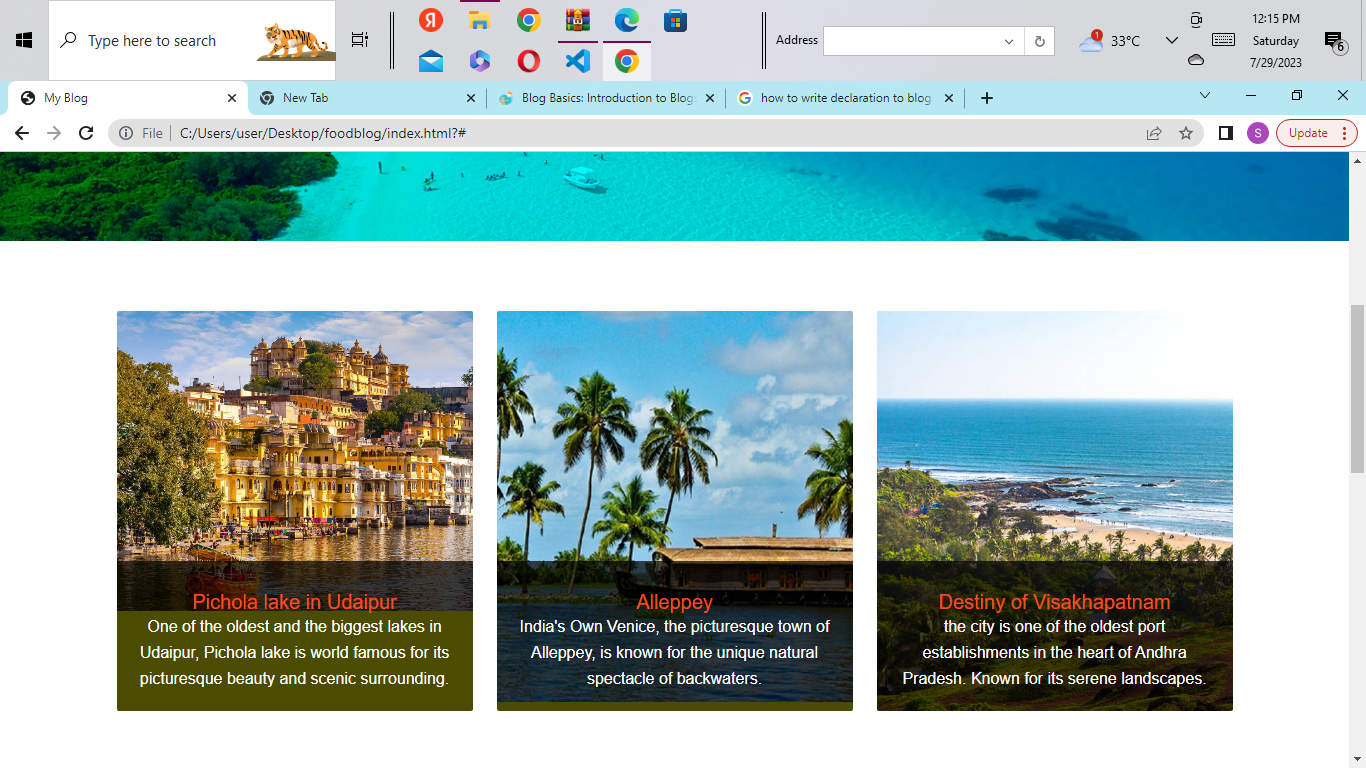 Type here to search
Я
Address
1
33°C
12:15 PM
Saturday
7/29/2023
6
My Blog
New Tab
Blog Basics: Introduction to Blog
how to write declaration to blog
File
C:/Users/user/Desktop/foodblog/index.html?#
S
Update
Pichola lake in Udaipur
One of the oldest and the biggest lakes in
Udaipur, Pichola lake is world famous for its
picturesque beauty and scenic surrounding.
Alleppey
India's Own Venice, the picturesque town of
Alleppey, is known for the unique natural
spectacle of backwaters.
Destiny of Visakhapatnam
the city is one of the oldest port
establishments in the heart of Andhra
Pradesh. Known for its serene landscapes.